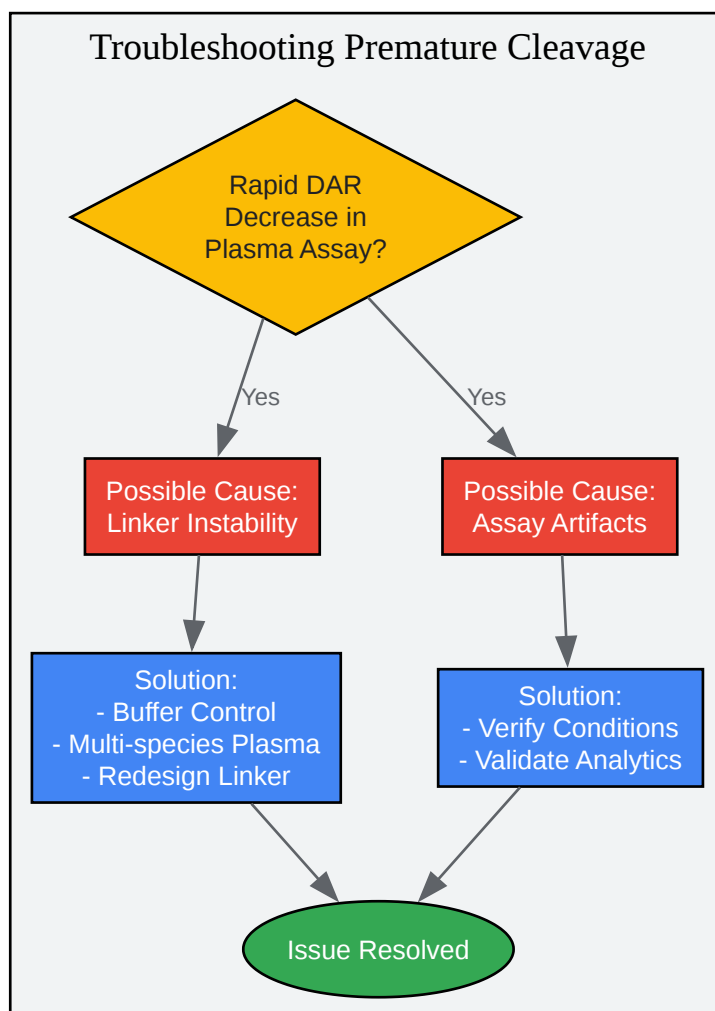 Troubleshooting Premature Cleavage
Rapid DAR
Decrease in
Plasma Assay?
Yes
Yes
Possible Cause:
Linker Instability
Possible Cause:
Assay Artifacts
Solution:
- Buffer Control
- Multi-species Plasma
- Redesign Linker
Solution:
- Verify Conditions
- Validate Analytics
Issue Resolved